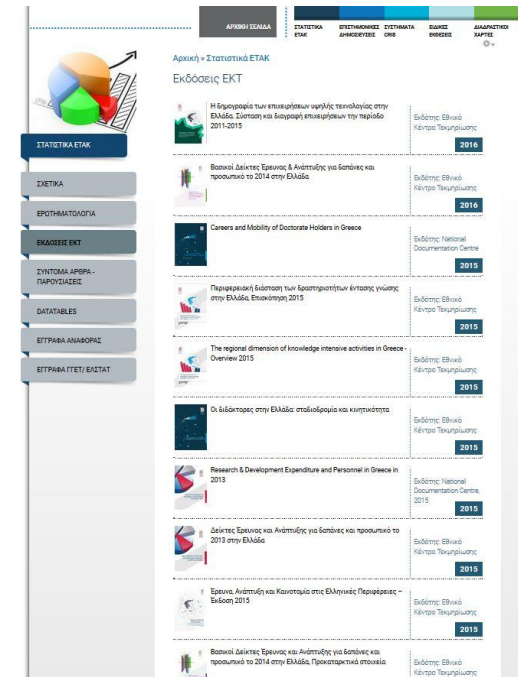 ΑΡΧΙΚΗ ΣΕΛΙΔΑ
ΣΤΑΤΙΣΤΙΚΑ ΕΤΑΚ
ΕΠΙΣΤΗΜΟΝΙΚΕΣ ΔΗΜΟΣΙΕΥΣΕΙΣ
ΣΥΣΤΗΜΑΤΑ CRIS
ΕΙΔΙΚΕΣ ΕΚΘΕΣΕΙΣ
ΔΙΑΔΡΑΣΤΙΚΟΙ ΧΑΡΤΕΣ
Αρχική » Στατιστικά ΕΤΑΚ
Εκδόσεις ΕΚΤ
ΣΤΑΤΙΣΤΙΚΑ ΕΤΑΚ
ΣΧΕΤΙΚΑ
ΕΡΩΤΗΜΑΤΟΛΟΓΙΑ
ΕΚΔΟΣΕΙΣ ΕΚΤ
ΣΥΝΤΟΜΑ ΑΡΘΡΑ -
ΠΑΡΟΥΣΙΑΣΕΙΣ
DATATABLES
ΕΓΓΡΑΦΑ ΑΝΑΦΟΡΑΣ
ΕΓΓΡΑΦΑ ΓΓΕΤ/ ΕΛΣΤΑΤ
Η δημογραφία των επιχειρήσεων υψηλής τεχνολογίας στην
Ελλάδα. Σύσταση και διαγραφή επιχειρήσεων την περίοδο
2011-2015
Εκδότης: Εθνικό
Κέντρο Τεκμηρίωσης
2016
Βασικοί Δείκτες Έρευνας & Ανάπτυξης για δαπάνες και
προσωπικό το 2014 στην Ελλάδα
Εκδότης: Εθνικό
Κέντρο Τεκμηρίωσης
2016
Careers and Mobility of Doctorate Holders in Greece
Εκδότης: National
Documentation Centre
2015
Περιφερειακή διάσταση των δραστηριοτήτων έντασης γνώσης
στην Ελλάδα, Επισκόπηση 2015
Εκδότης: Εθνικό
Κέντρο Τεκμηρίωσης
2015
The regional dimension of knowledge intensive activities in Greece -
Overview 2015
Εκδότης: Εθνικό
Κέντρο Τεκμηρίωσης
2015
Οι διδάκτορες στην Ελλάδα: σταδιοδρομία και κινητικότητα
Εκδότης: Εθνικό
Κέντρο Τεκμηρίωσης
2015
Research & Development Expenditure and Personnel in Greece in
2013
Εκδότης: National
Documentation Centre,
2015
2015
Δείκτες Έρευνας και Ανάπτυξης για δαπάνες και προσωπικό το
2013 στην Ελλάδα
Εκδότης: Εθνικό
Κέντρο Τεκμηρίωσης
2015
Έρευνα, Ανάπτυξη και Καινοτομία στις Ελληνικές Περιφέρειες –
Έκδοση 2015
Εκδότης: Εθνικό
Κέντρο Τεκμηρίωσης
2015
Βασικοί Δείκτες Έρευνας και Ανάπτυξης για δαπάνες και
προσωπικό το 2014 στην Ελλάδα, Προκαταρκτικά στοιχεία
Εκδότης: Εθνικό
Κέντρο Τεκμηρίωσης